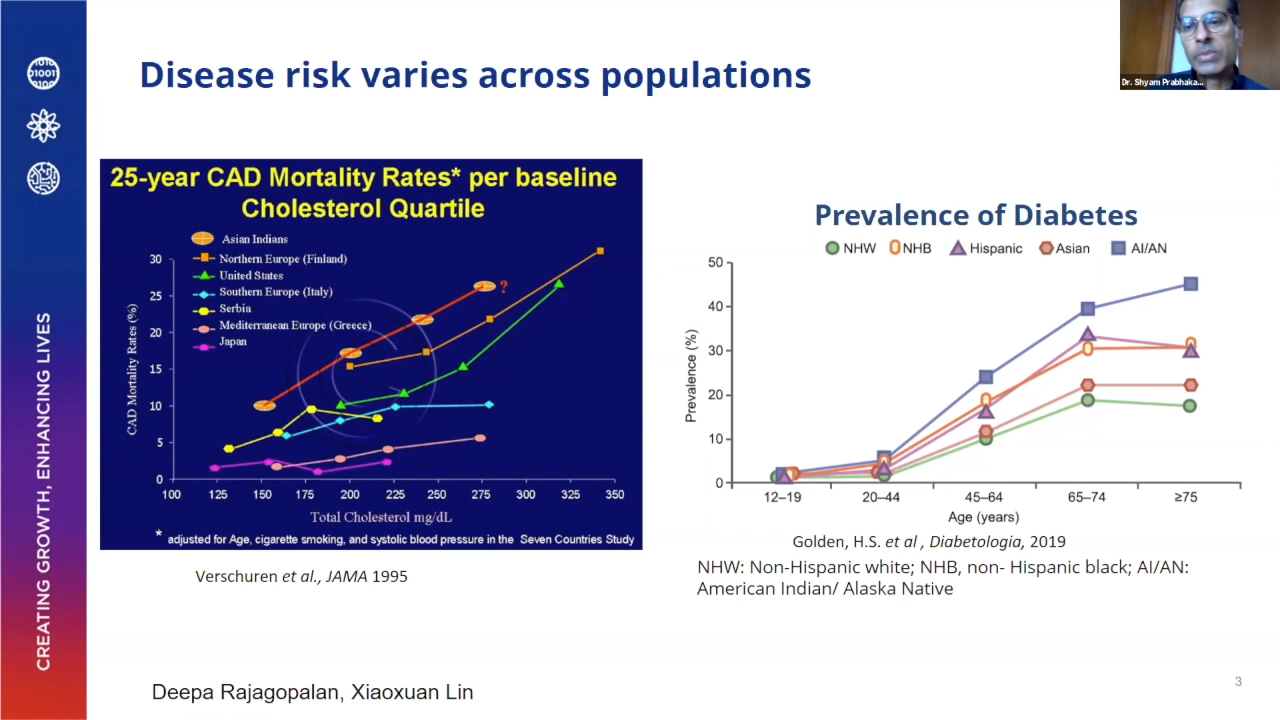 Disease risk varies across populations
Dr. Shyam Prabhaka...
10001
CREATING GROWTH, ENHANCING LIVES
25-year CAD Mortality Rates* per baseline
Cholesterol Quartile
Asian Indians
Northern Europe (Finland)
United States
Southern Europe (Italy)
Serbia
Mediterranean Europe (Greece)
Japan
?
CAD Mortality Rates (%)
30
25
20
15
10
5
0
100 125 150 175 200 225 250 275 300 325 350
Total Cholesterol mg/dL
* adjusted for Age, cigarette smoking, and systolic blood pressure in the Seven Countries Study
Verschuren et al., JAMA 1995
Prevalence of Diabetes
NHW NHB Hispanic Asian AI/AN
Prevalence (%)
50
40
30
20
10
0
12–19 20–44 45–64 65–74 ≥75
Age (years)
Golden, H.S. et al , Diabetologia, 2019
NHW: Non-Hispanic white; NHB, non- Hispanic black; AI/AN:
American Indian/ Alaska Native
Deepa Rajagopalan, Xiaoxuan Lin
3